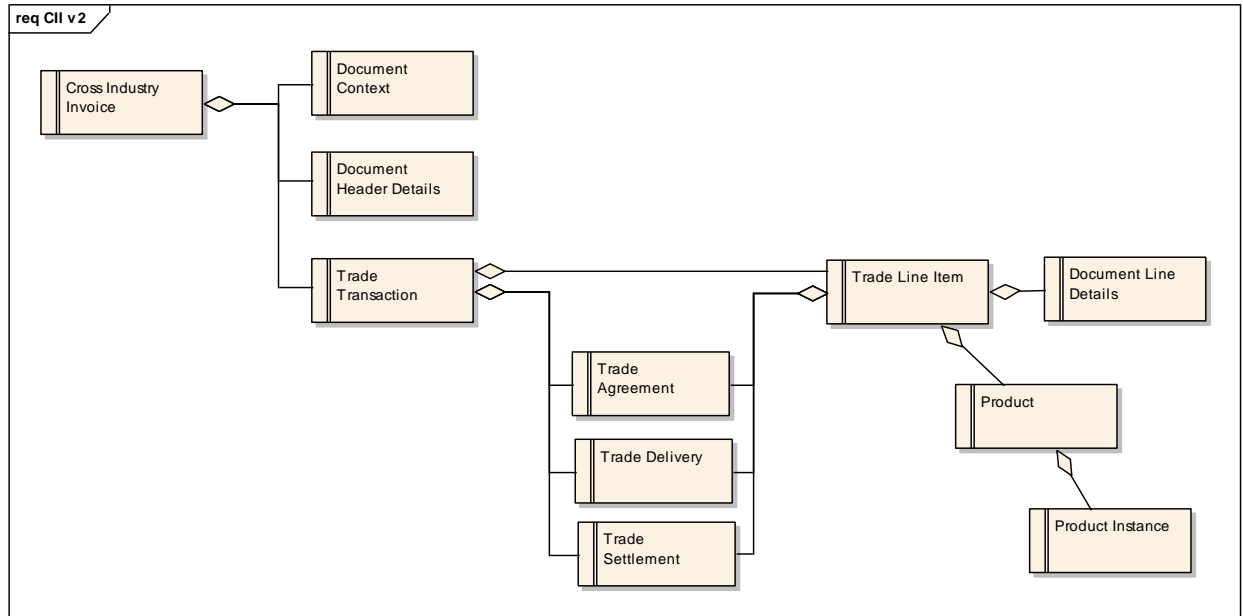 req CII v2
Cross Industry
Invoice
Document
Context
Document
Header Details
Trade
Transaction
Trade Line Item
Document Line
Details
Trade
Agreement
Product
Trade Delivery
Trade
Settlement
Product Instance